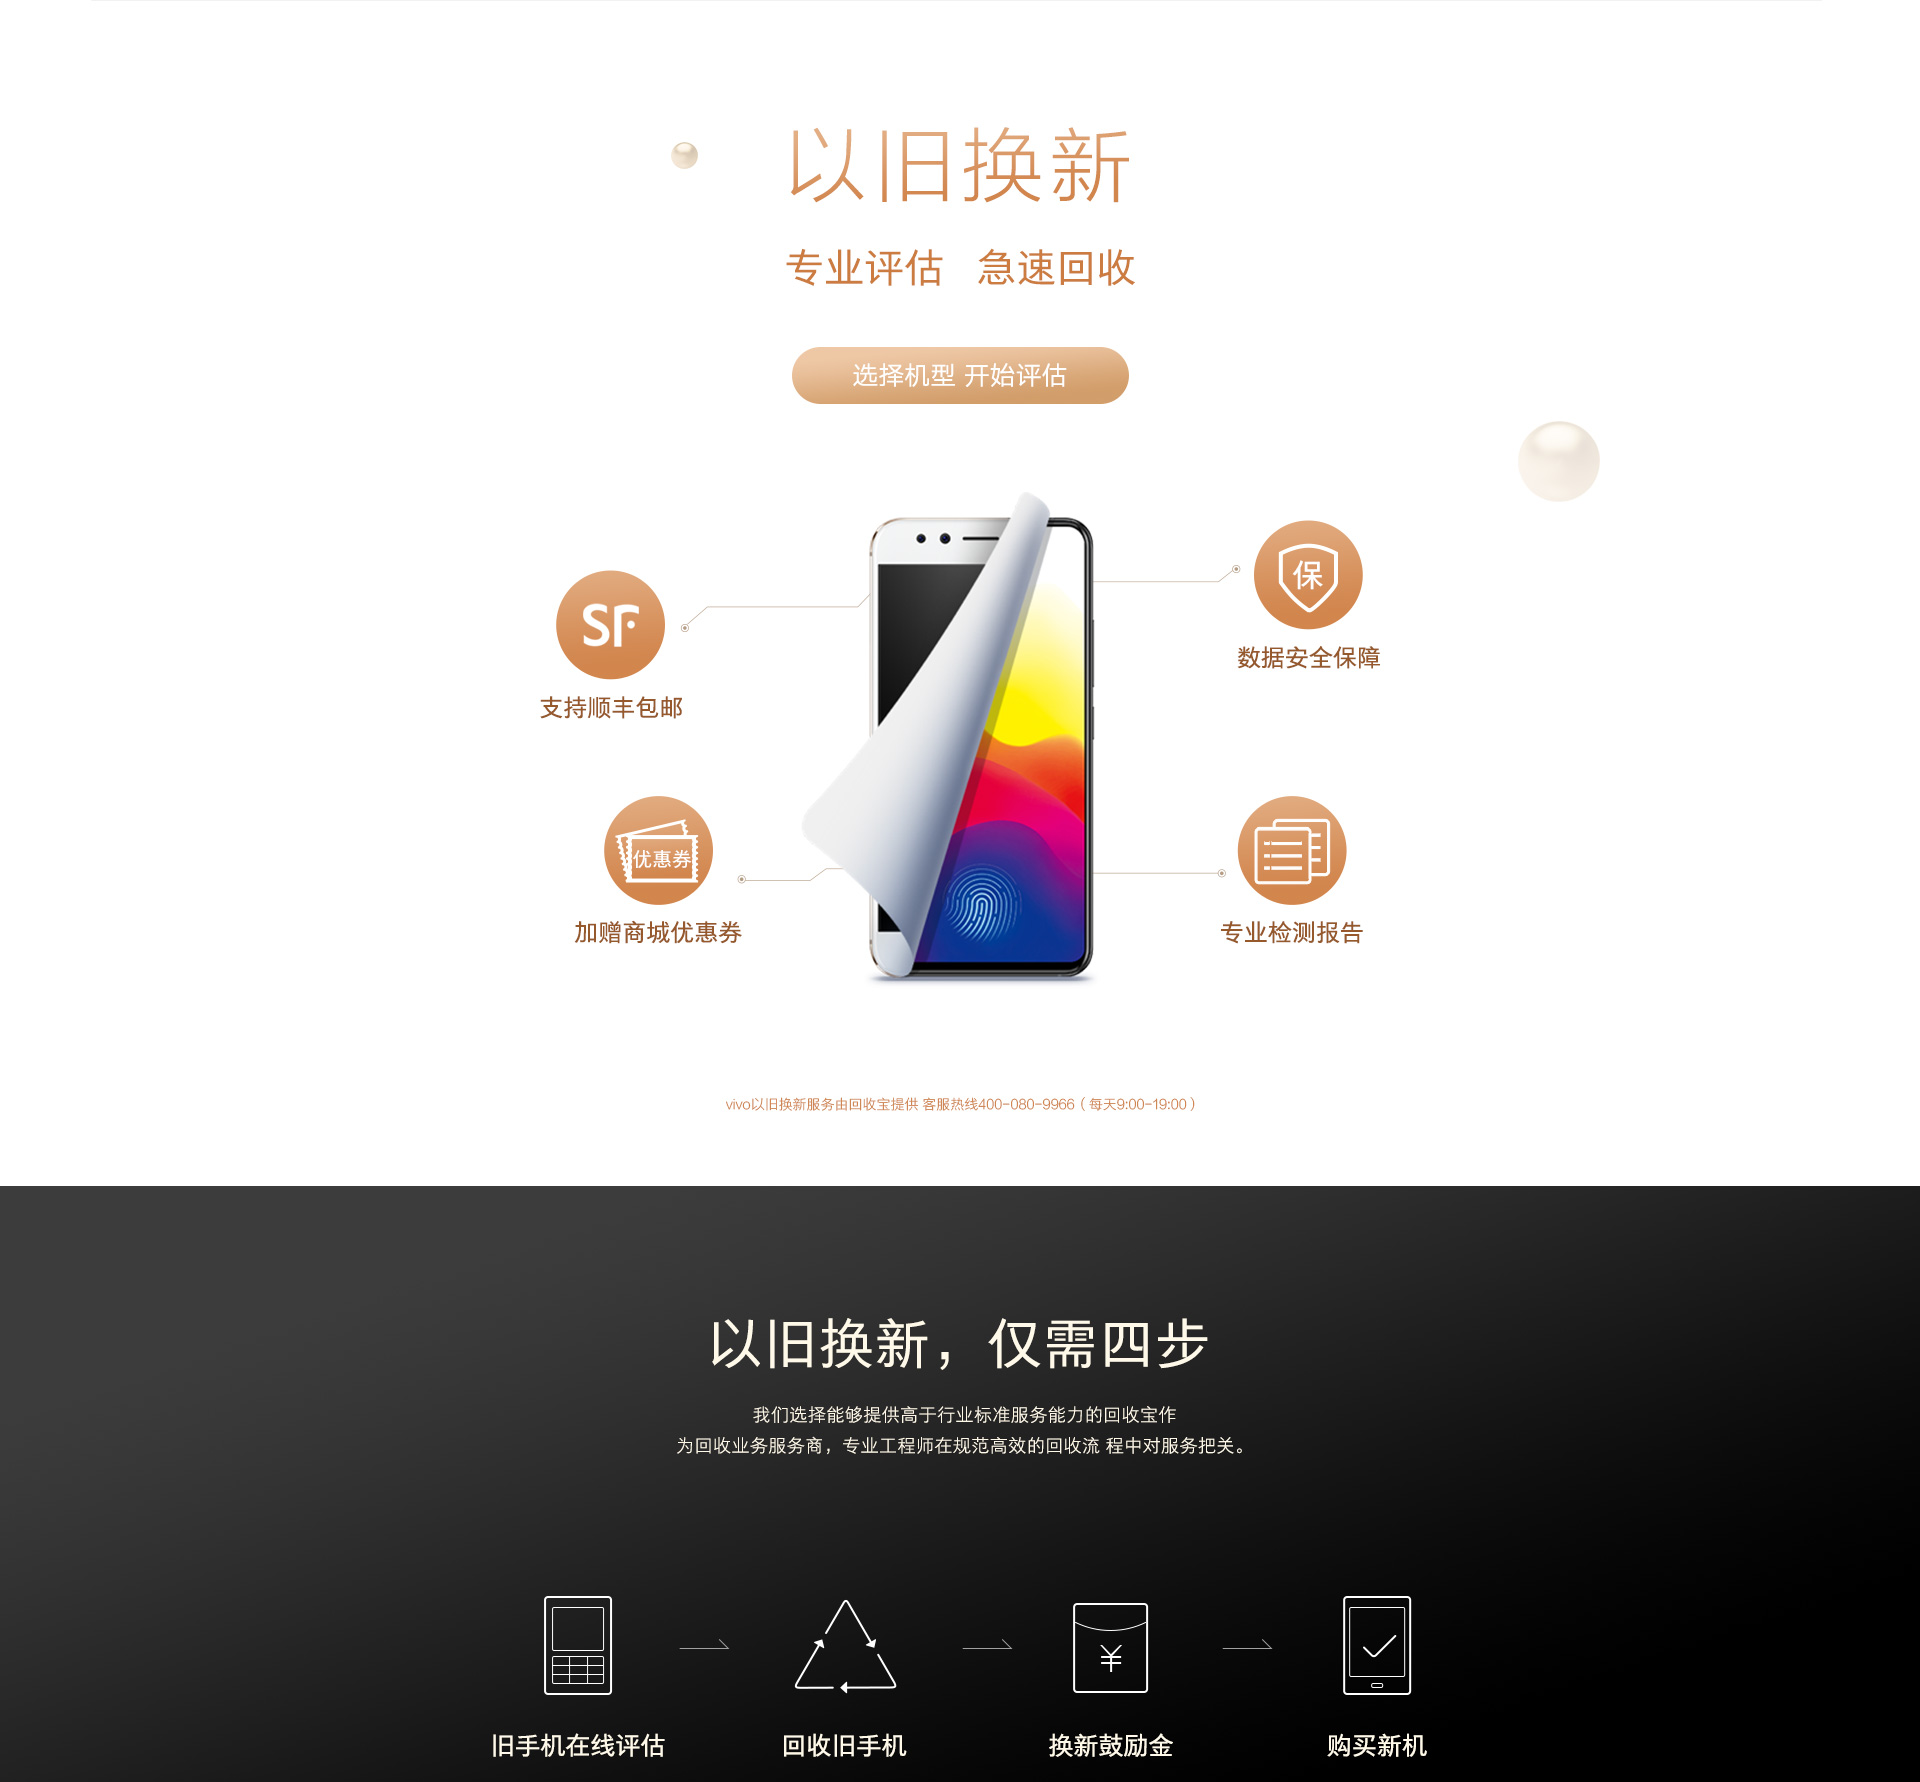 以旧换新
专业评估 急速回收
选择机型 开始评估
保
数据安全保障
SF
支持顺丰包邮
优惠券
加赠商城优惠券
专业检测报告
vivo以旧换新服务由回收宝提供 客服热线400-080-9966（每天9:00-19:00）
以旧换新，仅需四步
我们选择能够提供高于行业标准服务能力的回收宝作
为回收业务服务商，专业工程师在规范高效的回收流 程中对服务把关。
¥
旧手机在线评估
回收旧手机
换新鼓励金
购买新机